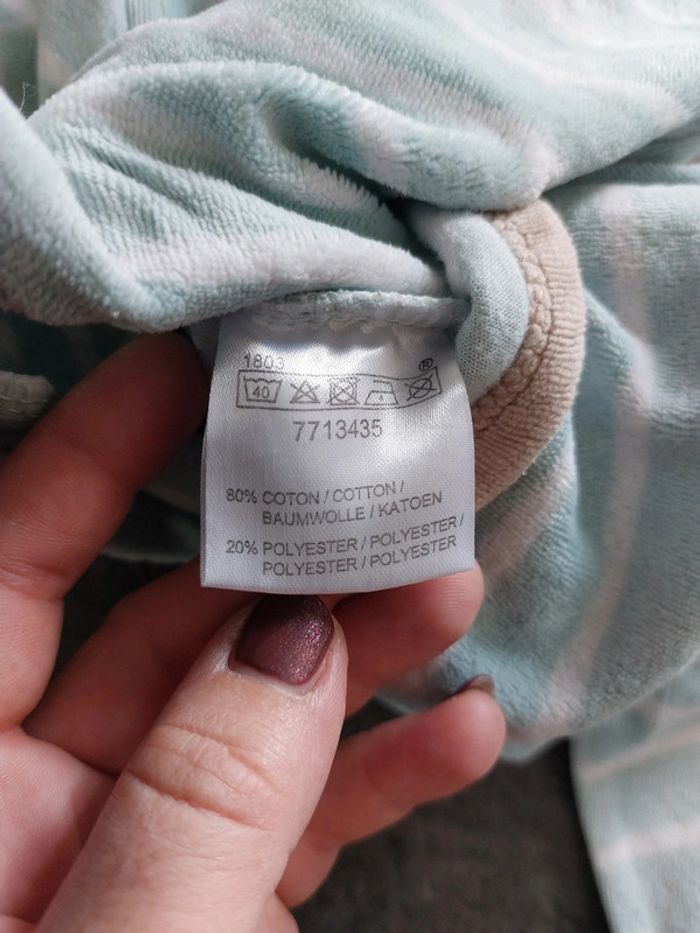 1803
®
40
7713435
80% COTON / COTTON /
BAUMWOLLE / KATOEN
20% POLYESTER / POLYESTER /
POLYESTER / POLYESTER